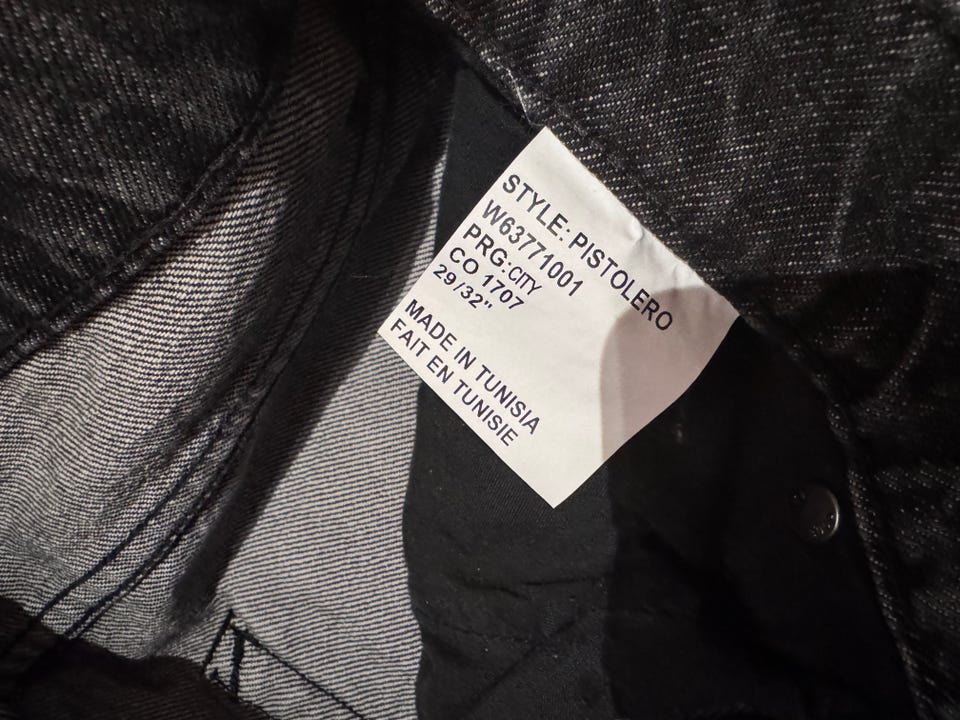 STYLE: PISTOLERO
W63771001
PRG: CITY
CO 1707
29/32"
MADE IN TUNISIA
FAIT EN TUNISIE